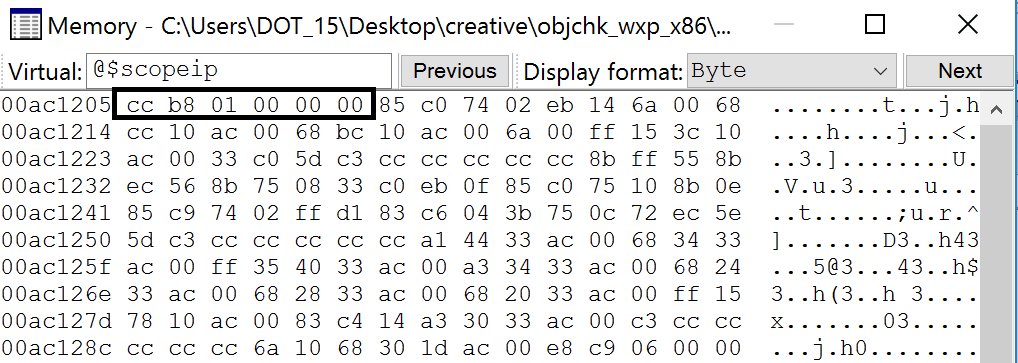 Memory - C:\Users\DOT_15\Desktop\creative\objchk_wxp_x86\...
Virtual: @$scopeip Previous Display format: Byte Next
00ac1205 cc b8 01 00 00 00 85 c0 74 02 eb 14 6a 00 68 ........t...j.h
00ac1214 cc 10 ac 00 68 bc 10 ac 00 6a 00 ff 15 3c 10 ....h....j...<.
00ac1223 ac 00 33 c0 5d c3 cc cc cc cc cc 8b ff 55 8b ..3.]........U.
00ac1232 ec 56 8b 75 08 33 c0 eb 0f 85 c0 75 10 8b 0e .V.u.3.....u...
00ac1241 85 c9 74 02 ff d1 83 c6 04 3b 75 0c 72 ec 5e ..t......;u.r.^
00ac1250 5d c3 cc cc cc cc cc a1 44 33 ac 00 68 34 33 ].......D3..h43
00ac125f ac 00 ff 35 40 33 ac 00 a3 34 33 ac 00 68 24 ...5@3...43..h$
00ac126e 33 ac 00 68 28 33 ac 00 68 20 33 ac 00 ff 15 3..h(3..h 3....
00ac127d 78 10 ac 00 83 c4 14 a3 30 33 ac 00 c3 cc cc x.......03.....
00ac128c cc cc cc 6a 10 68 30 1d ac 00 e8 c9 06 00 00 ...j.h0........